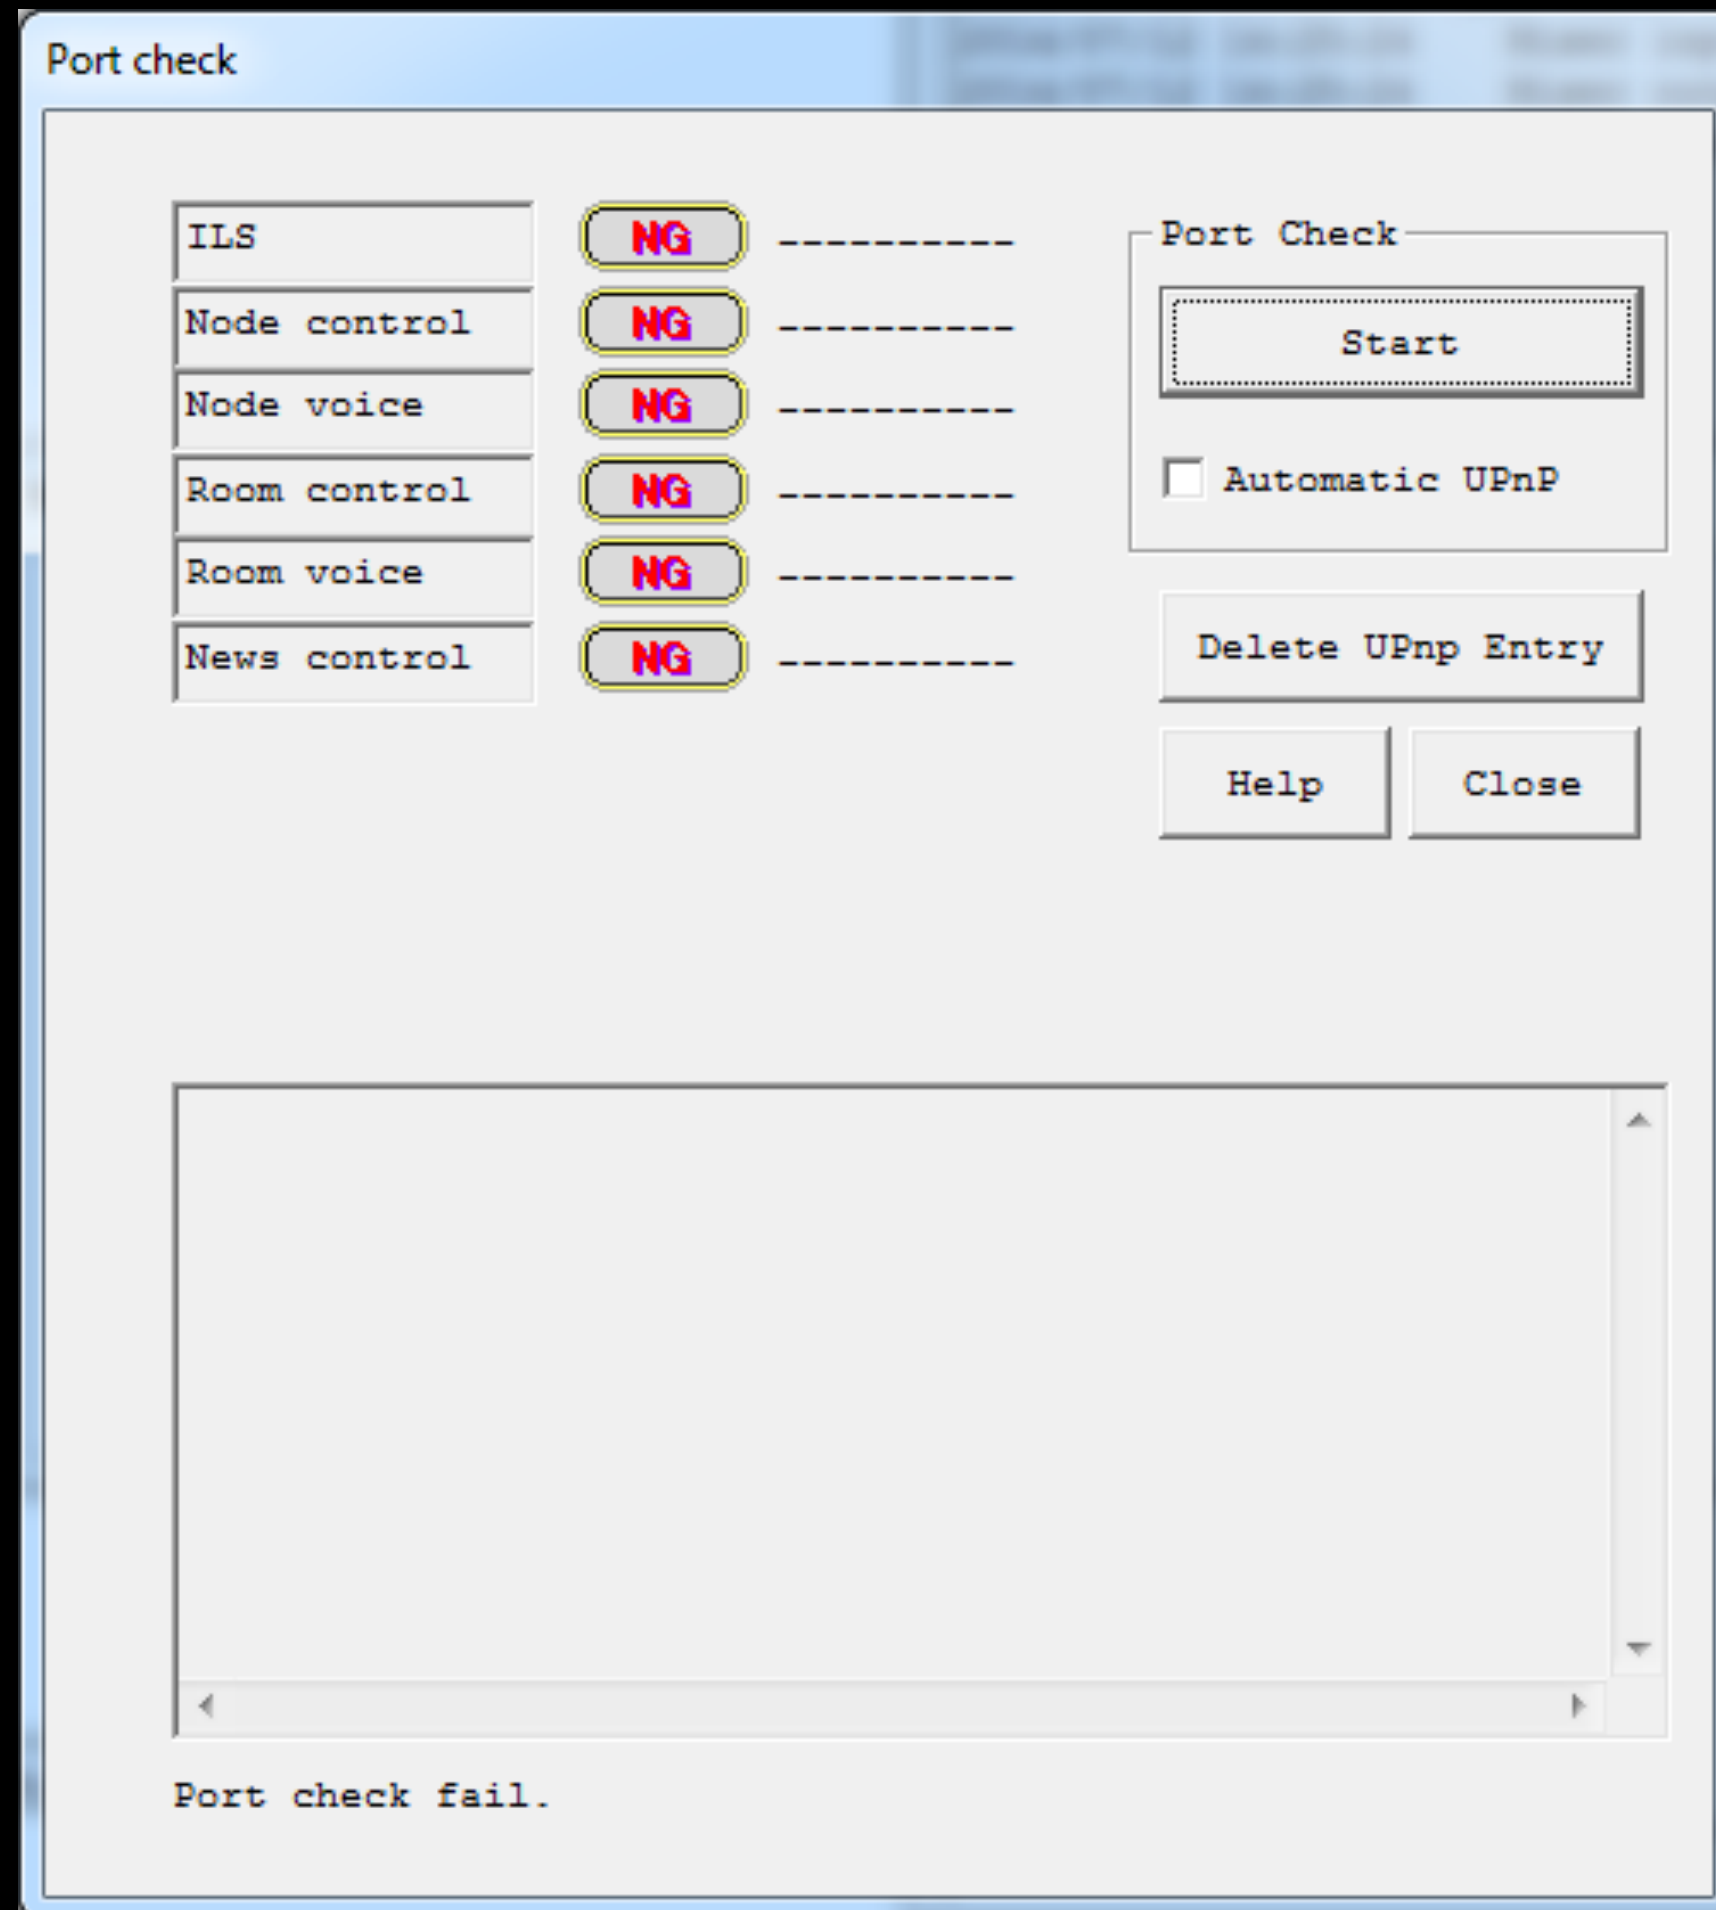 Port check
ILS NG ----------
Node control NG ----------
Node voice NG ----------
Room control NG ----------
Room voice NG ----------
News control NG ----------
Port Check
Start
Automatic UPnP
Delete UPnp Entry
Help Close
Port check fail.